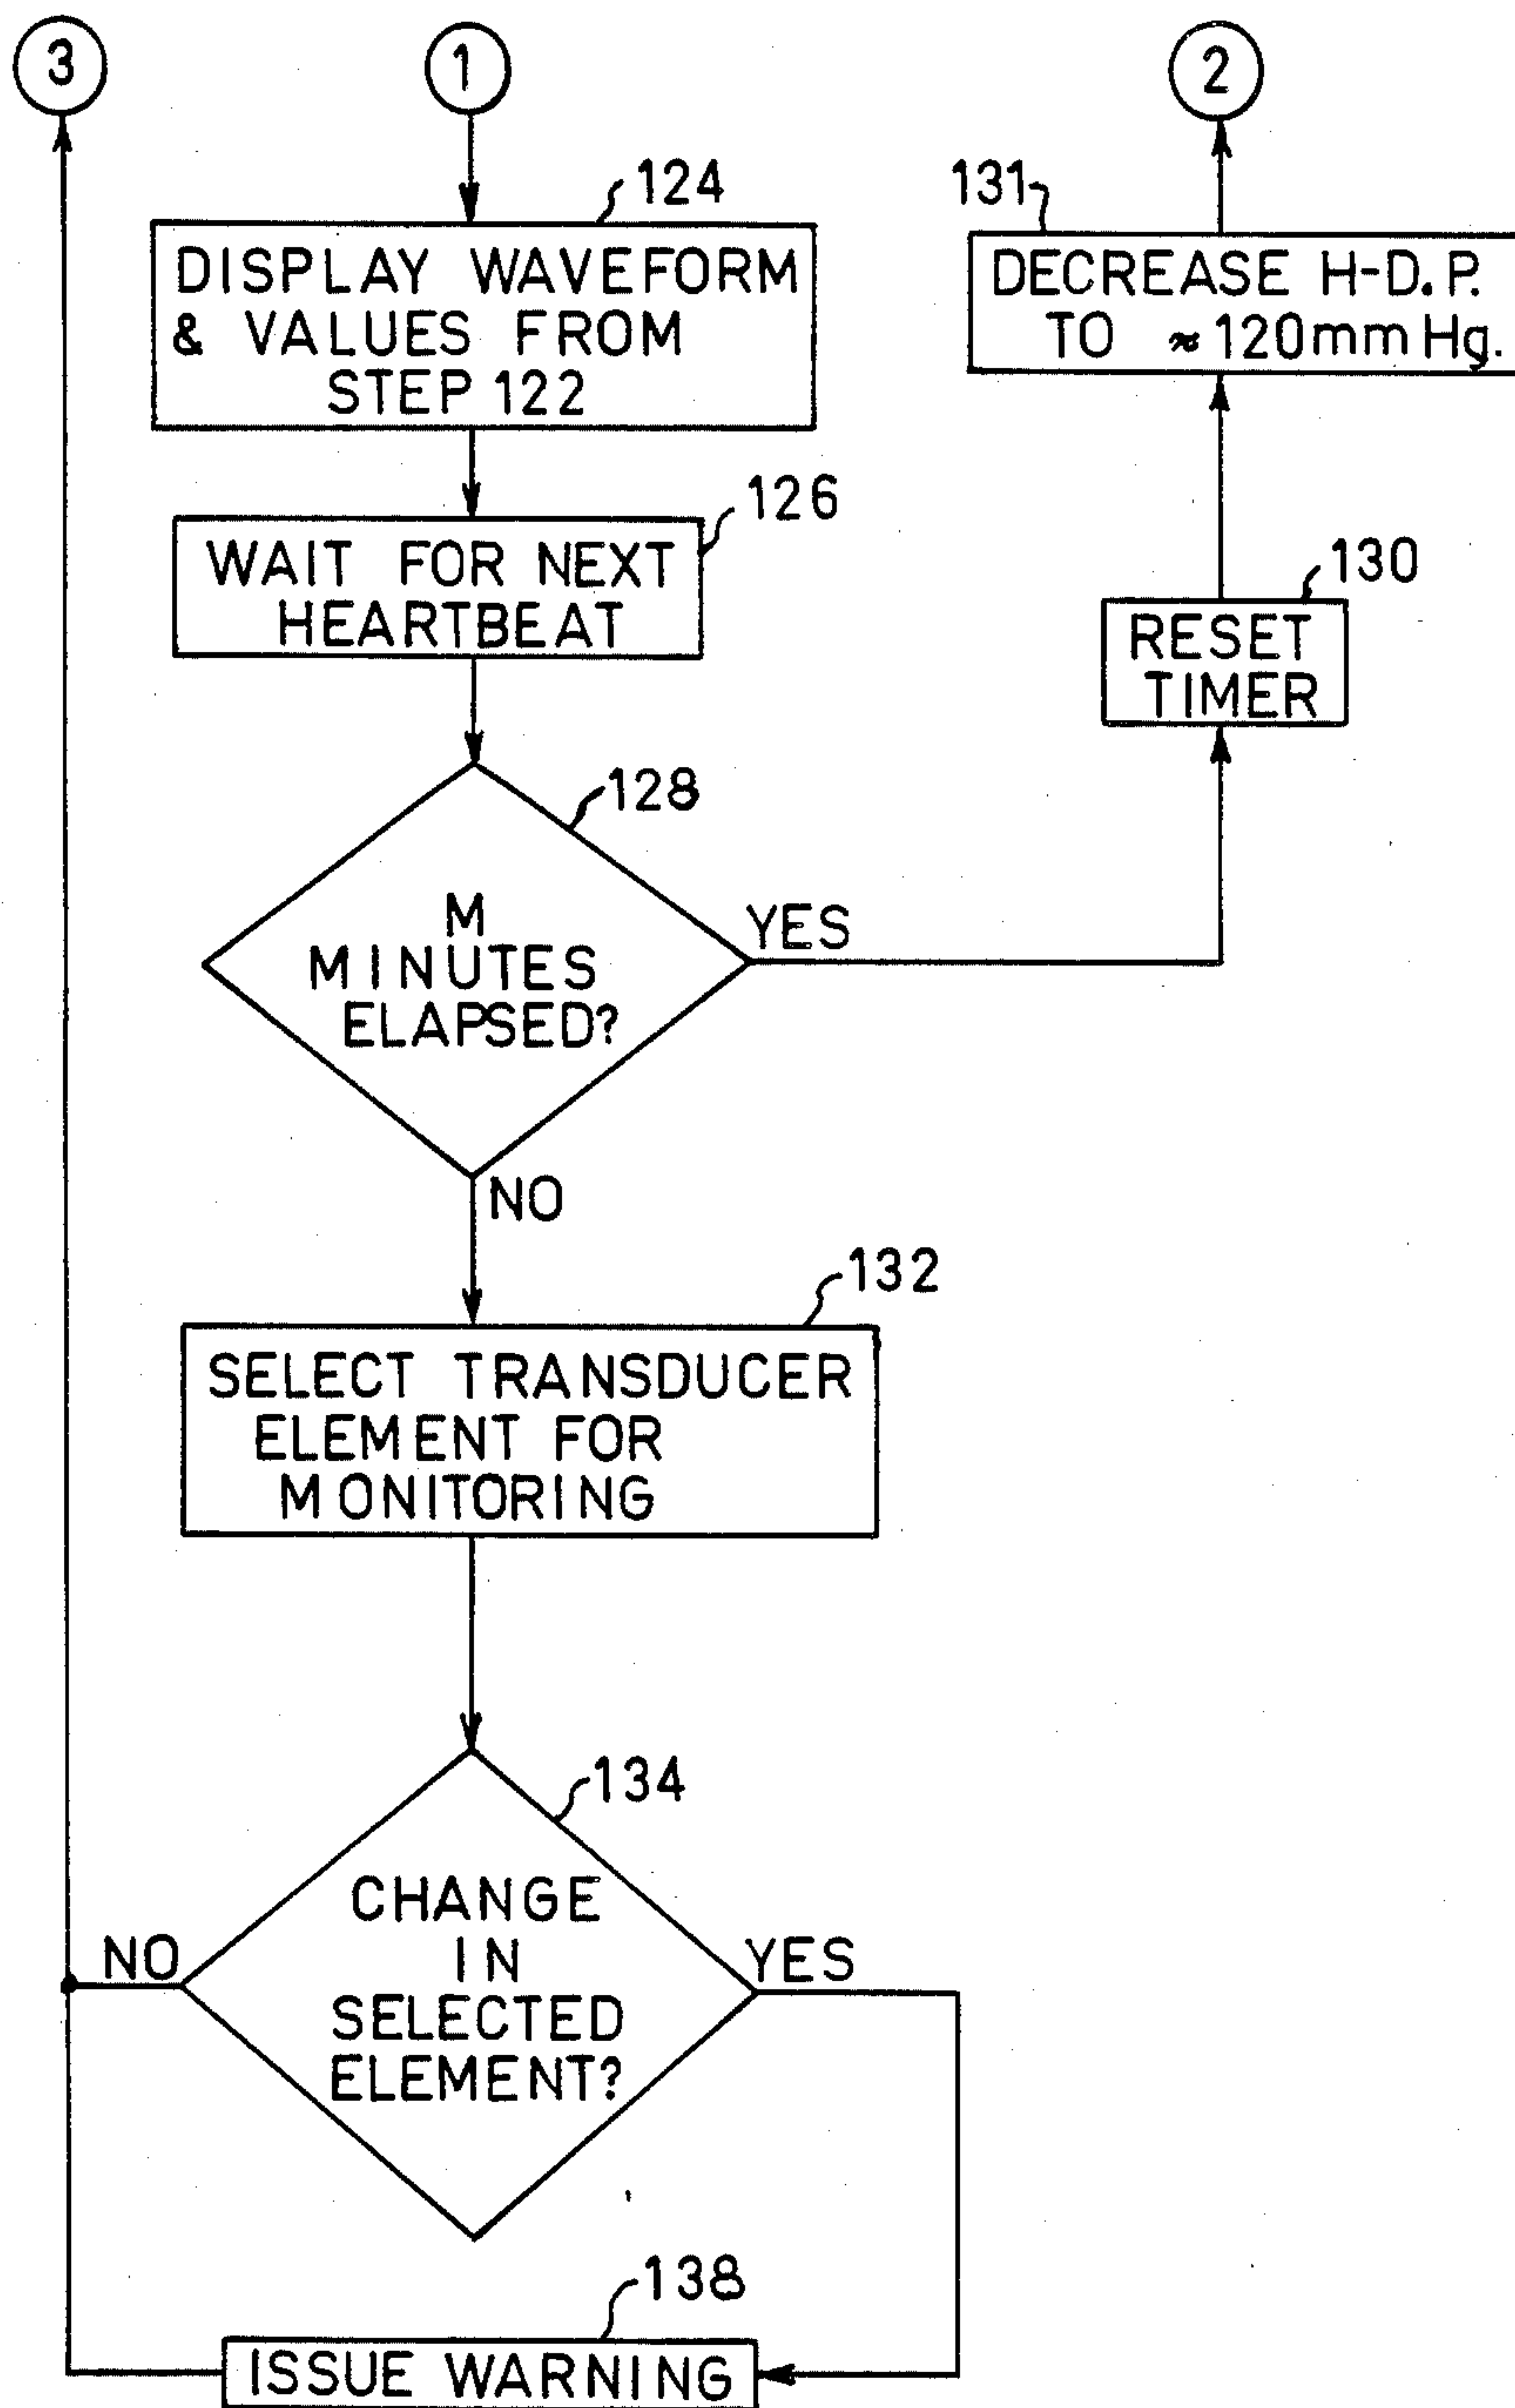 3
1
2
124
131
DISPLAY WAVEFORM
& VALUES FROM
STEP 122
DECREASE H-D.P.
TO ≈120mm Hg.
126
WAIT FOR NEXT
HEARTBEAT
130
RESET
TIMER
128
M
MINUTES
ELAPSED?
YES
NO
132
SELECT TRANSDUCER
ELEMENT FOR
MONITORING
134
CHANGE
IN
SELECTED
ELEMENT?
NO
YES
138
ISSUE WARNING